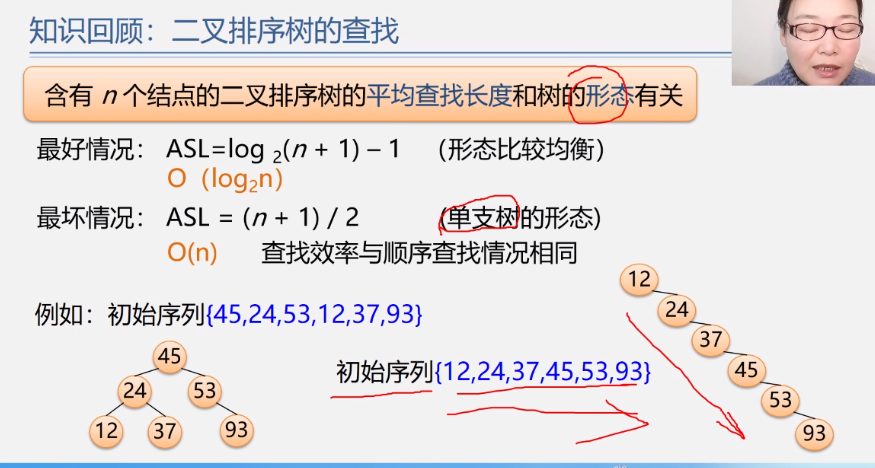 知识回顾：二叉排序树的查找
含有 n 个结点的二叉排序树的平均查找长度和树的形态有关
最好情况： ASL=log ₂(n + 1) – 1 （形态比较均衡）
O（log₂n）
最坏情况： ASL = (n + 1) / 2 (单支树的形态)
O(n) 查找效率与顺序查找情况相同
例如：初始序列{45,24,53,12,37,93}
45
24 53
12 37 93
初始序列{12,24,37,45,53,93}
12
24
37
45
53
93